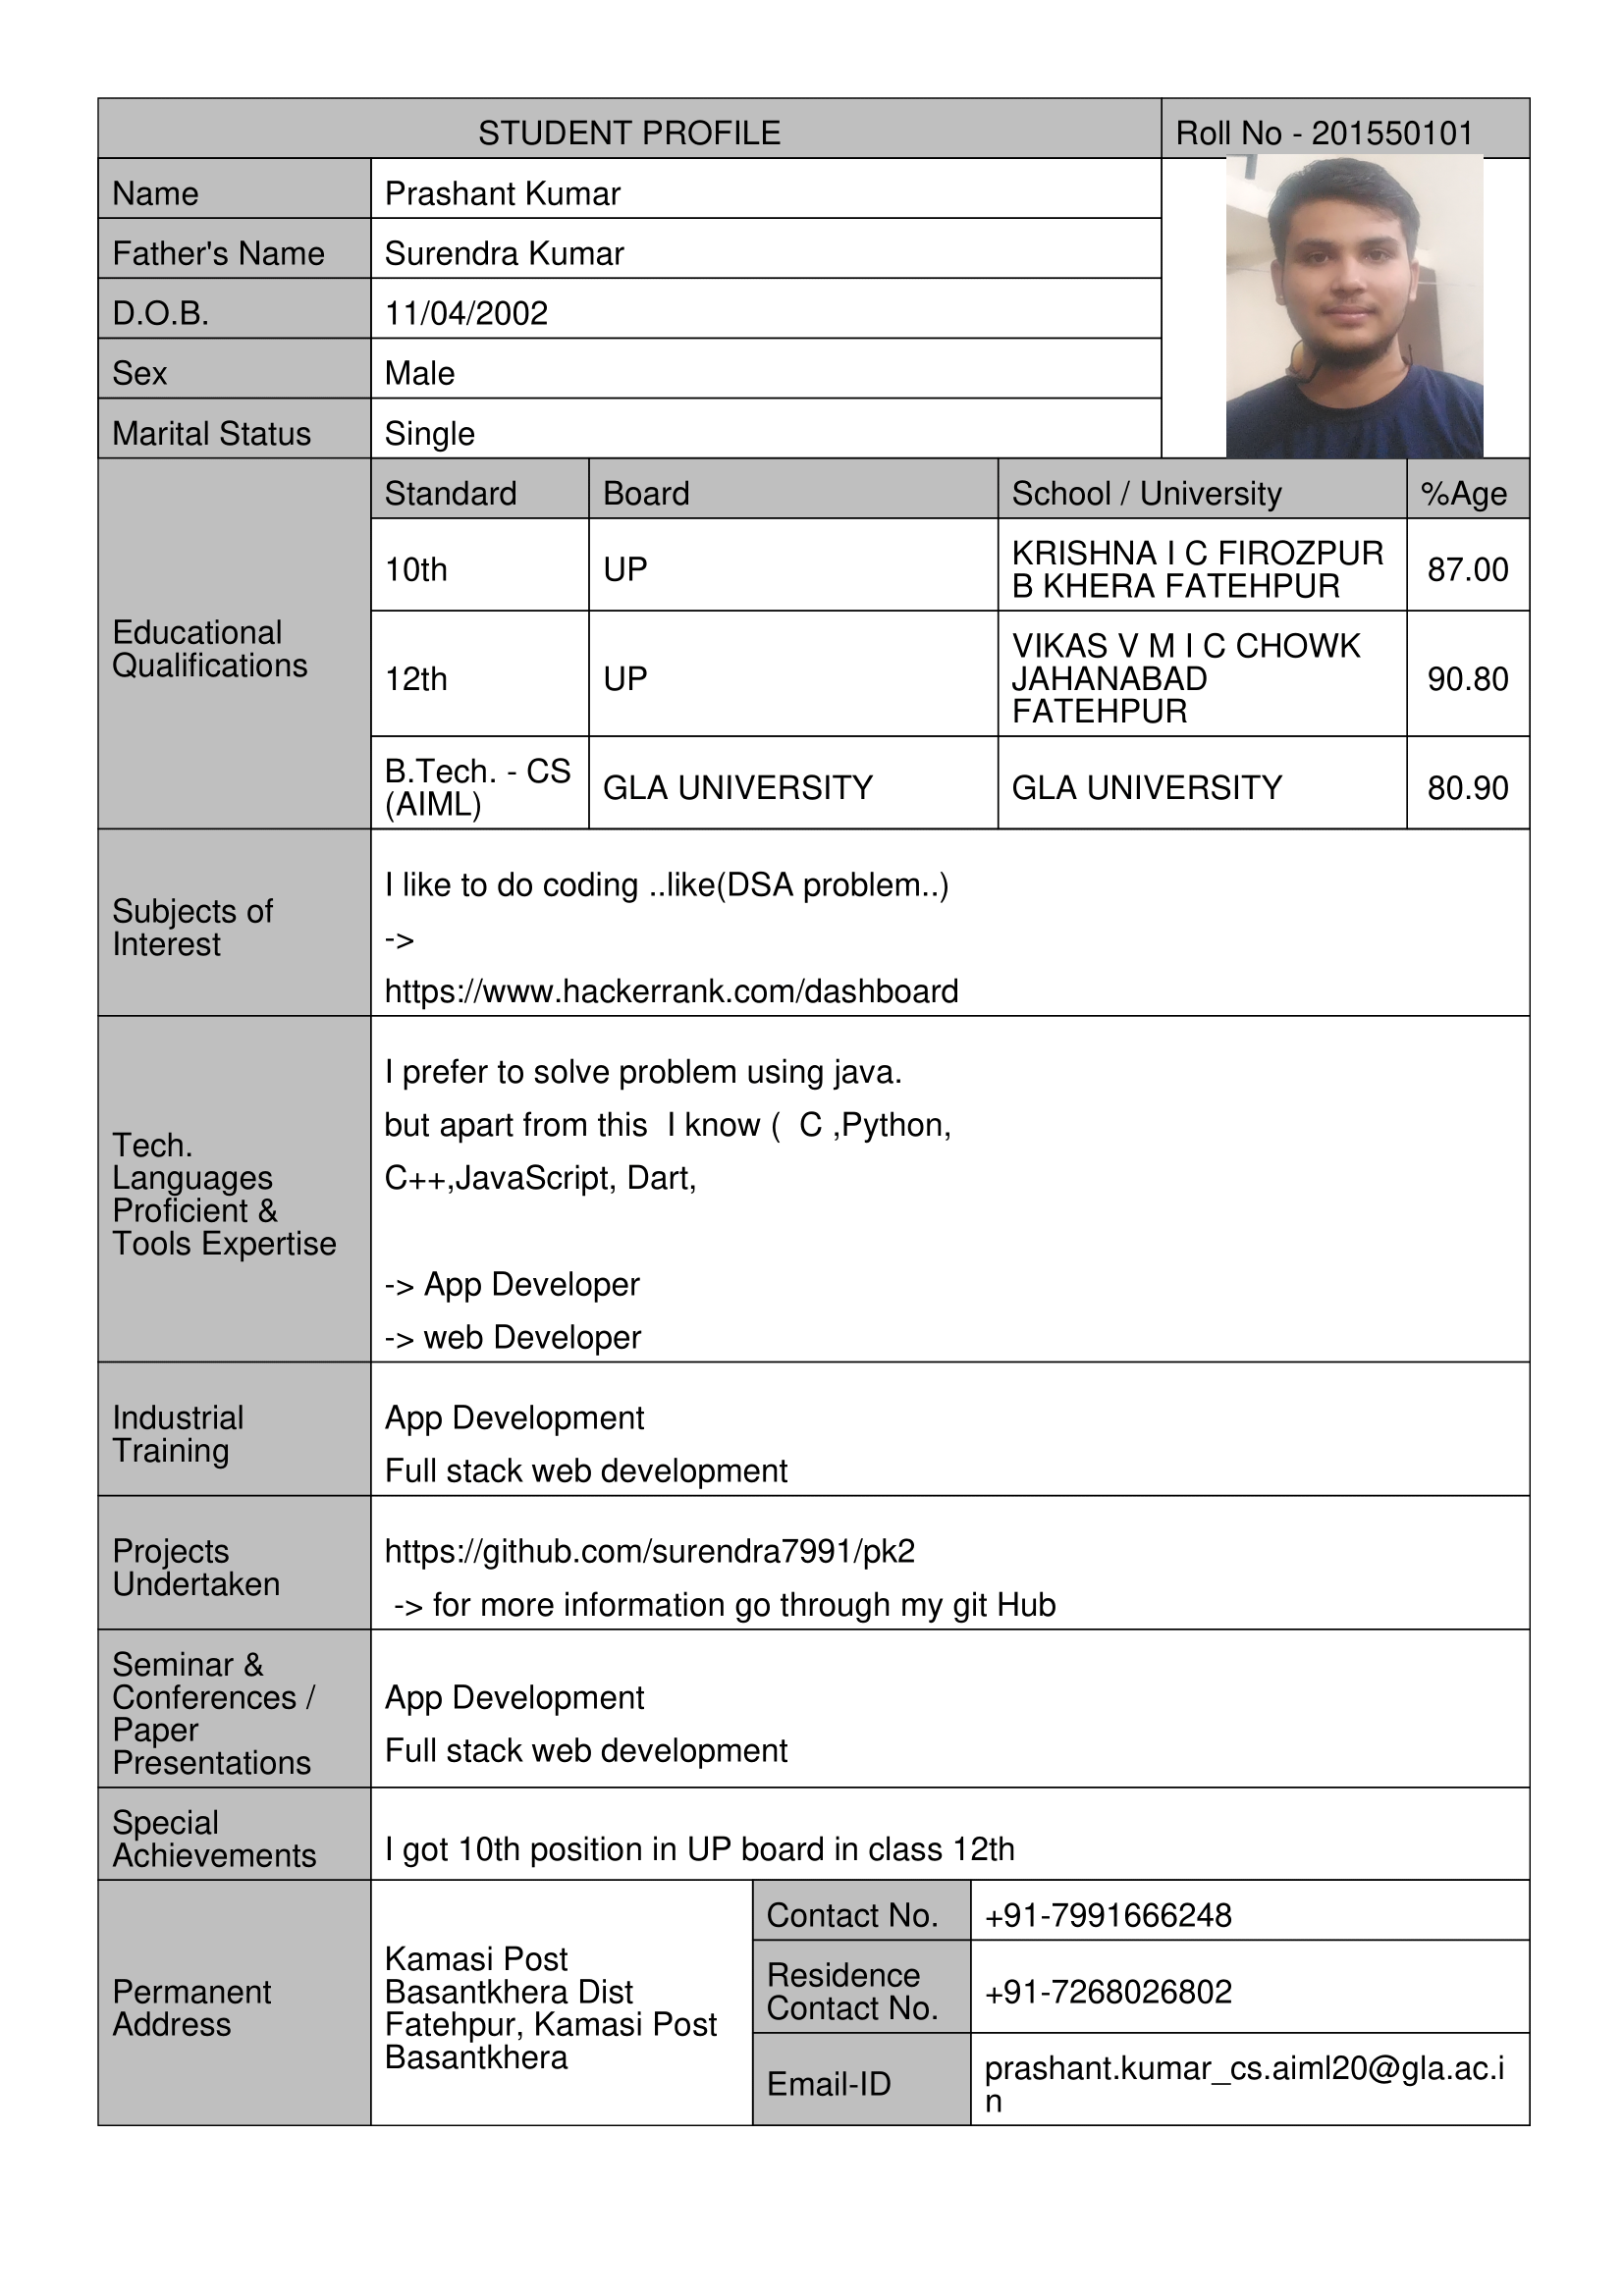 STUDENT PROFILE
Roll No - 201550101
Name
Prashant Kumar
Father's Name
Surendra Kumar
D.O.B.
11/04/2002
Sex
Male
Marital Status
Single
Educational
Qualifications
Standard
Board
School / University
%Age
10th
UP
KRISHNA I C FIROZPUR
B KHERA FATEHPUR
87.00
12th
UP
VIKAS V M I C CHOWK
JAHANABAD
FATEHPUR
90.80
B.Tech. - CS
(AIML)
GLA UNIVERSITY
GLA UNIVERSITY
80.90
Subjects of
Interest
I like to do coding ..like(DSA problem..)
->
https://www.hackerrank.com/dashboard
Tech.
Languages
Proficient &
Tools Expertise
I prefer to solve problem using java.
but apart from this  I know (  C ,Python,
C++,JavaScript, Dart,
-> App Developer
-> web Developer
Industrial
Training
App Development
Full stack web development
Projects
Undertaken
https://github.com/surendra7991/pk2
-> for more information go through my git Hub
Seminar &
Conferences /
Paper
Presentations
App Development
Full stack web development
Special
Achievements
I got 10th position in UP board in class 12th
Permanent
Address
Kamasi Post
Basantkhera Dist
Fatehpur, Kamasi Post
Basantkhera
Contact No.
+91-7991666248
Residence
Contact No.
+91-7268026802
Email-ID
prashant.kumar_cs.aiml20@gla.ac.i
n